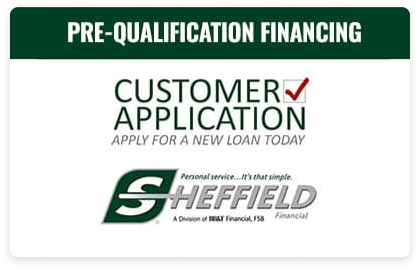 PRE-QUALIFICATION FINANCING
CUSTOMER
APPLICATION
APPLY FOR A NEW LOAN TODAY
Personal service...It's that simple.
SHEFFIELD
Financial
A Division of BB&T Financial, FSB